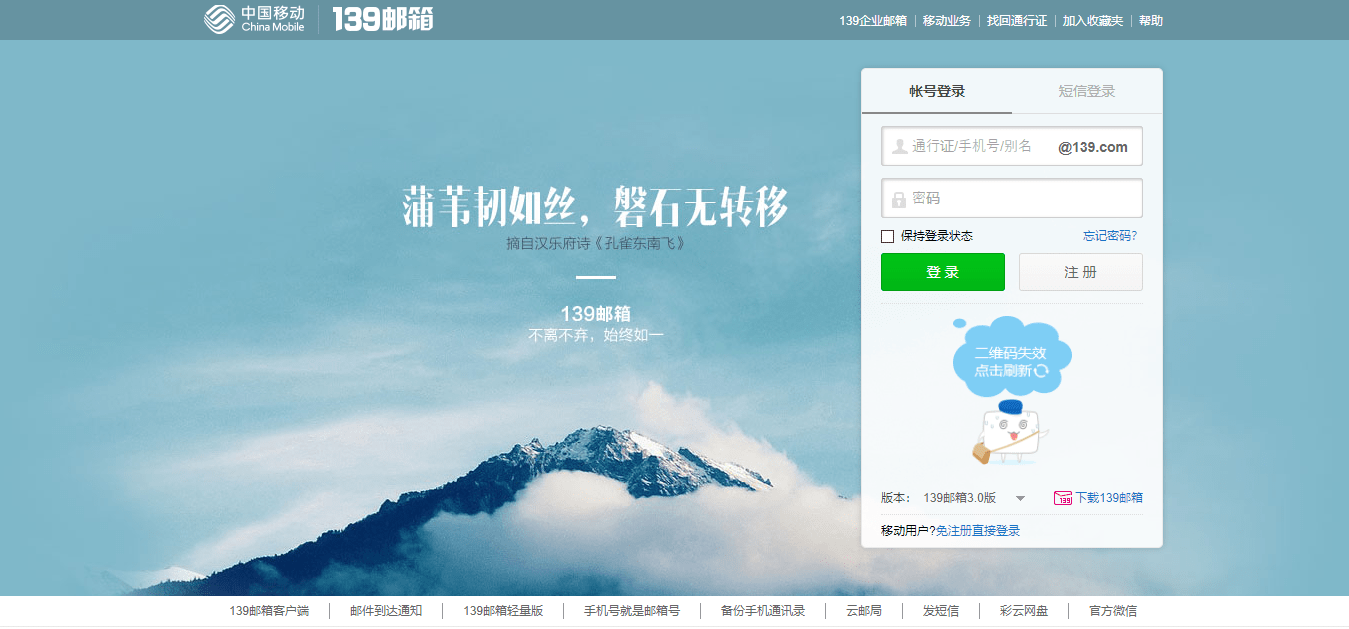 中国移动
China Mobile
139邮箱
139企业邮箱 移动业务 找回通行证 加入收藏夹 帮助
帐号登录 短信登录
通行证/手机号/别名 @139.com
密码
保持登录状态 忘记密码?
登 录 注 册
二维码失效
点击刷新
版本： 139邮箱3.0版 139 下载139邮箱
移动用户?免注册直接登录
蒲苇韧如丝，磐石无转移
摘自汉乐府诗《孔雀东南飞》
139邮箱
不离不弃，始终如一
139邮箱客户端 邮件到达通知 139邮箱轻量版 手机号就是邮箱号 备份手机通讯录 云邮局 发短信 彩云网盘 官方微信